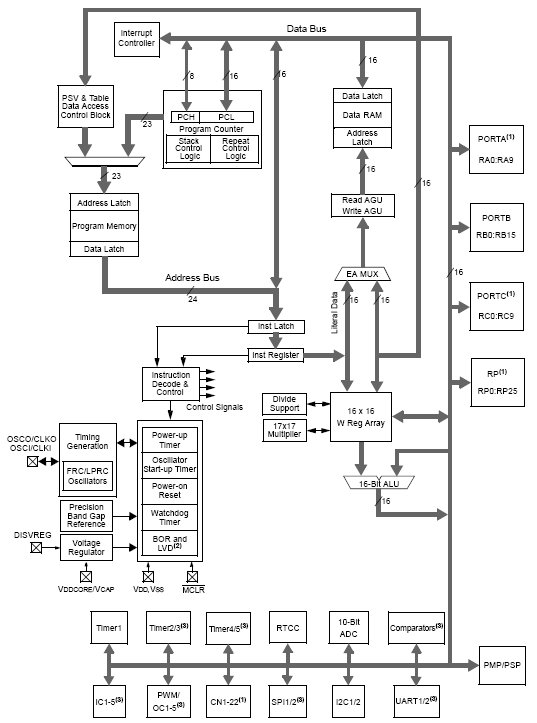 Data Bus
Interrupt
Controller
8
16
16
16
PSV & Table
Data Access
Control Block
23
PCH
PCL
Program Counter
Stack
Control
Logic
Repeat
Control
Logic
Data Latch
Data RAM
Address
Latch
PORTA(1)
RA0:RA9
23
16
Address Latch
Program Memory
Data Latch
Read AGU
Write AGU
PORTB
RB0:RB15
16
Address Bus
24
EA MUX
Literal Data
16
16
PORTC(1)
RC0:RC9
Inst Latch
Inst Register
Instruction
Decode &
Control
Control Signals
Divide
Support
17x17
Multiplier
16 x 16
W Reg Array
RP(1)
RP0:RP25
OSCO/CLKO
OSCI/CLKI
Timing
Generation
FRC/LPRC
Oscillators
Power-up
Timer
Oscillator
Start-up Timer
Power-on
Reset
Watchdog
Timer
BOR and
LVD(2)
16-Bit ALU
16
Precision
Band Gap
Reference
DISVREG
Voltage
Regulator
VDDCORE/VCAP
VDD,VSS
MCLR
Timer1
Timer2/3(3)
Timer4/5(3)
RTCC
10-Bit
ADC
Comparators(3)
PMP/PSP
IC1-5(3)
PWM/
OC1-5(3)
CN1-22(1)
SPI1/2(3)
I2C1/2
UART1/2(3)